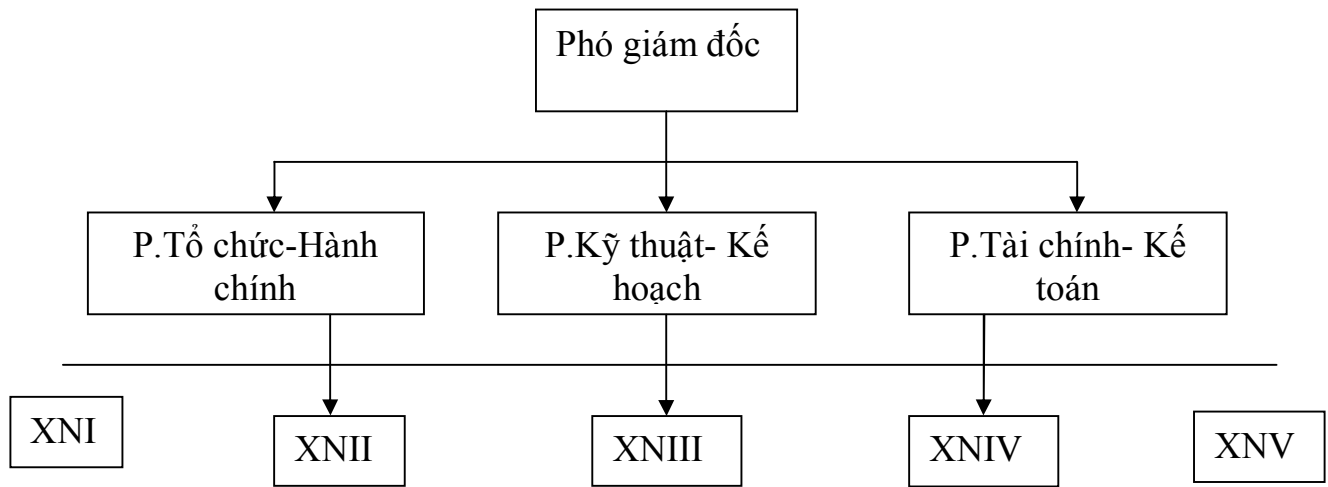 Phó giám đốc
P.Tổ chức-Hành
chính
P.Kỹ thuật- Kế
hoạch
P.Tài chính- Kế
toán
XNI
XNII
XNIII
XNIV
XNV